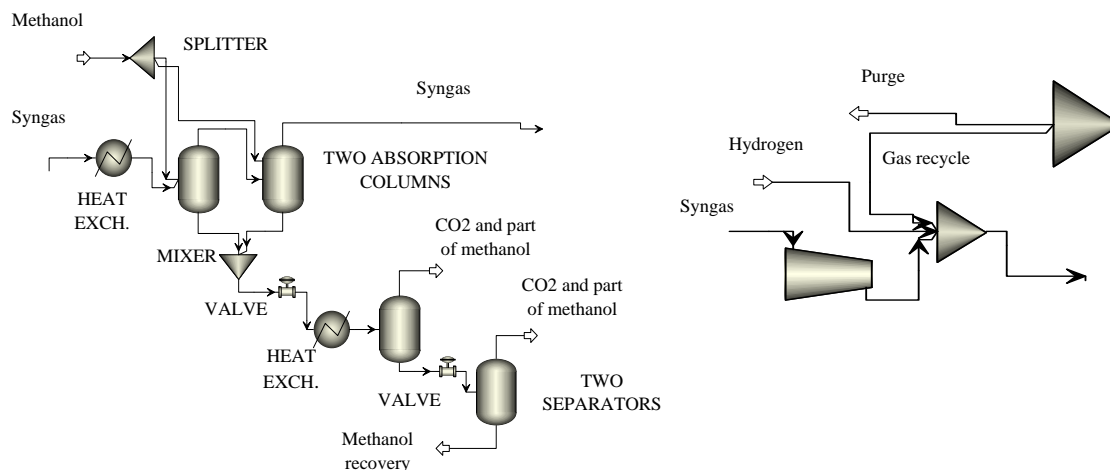 Methanol
SPLITTER
Syngas
HEAT
EXCH.
Syngas
TWO ABSORPTION
COLUMNS
MIXER
VALVE
CO2 and part
of methanol
HEAT
EXCH.
CO2 and part
of methanol
VALVE
TWO
SEPARATORS
Methanol
recovery
Purge
Hydrogen
Gas recycle
Syngas